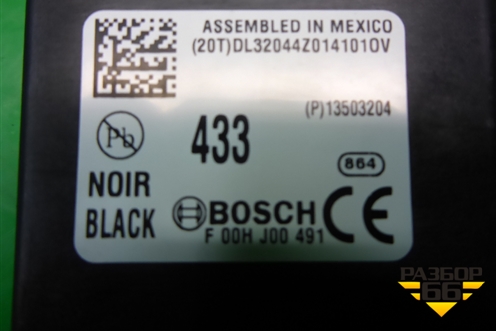 ASSEMBLED IN MEXICO
(20T)DL32044Z014101OV
(P)13503204
Pb
433
864
NOIR
BLACK
BOSCH
CE
F 00H J00 491
РАЗБОР
66